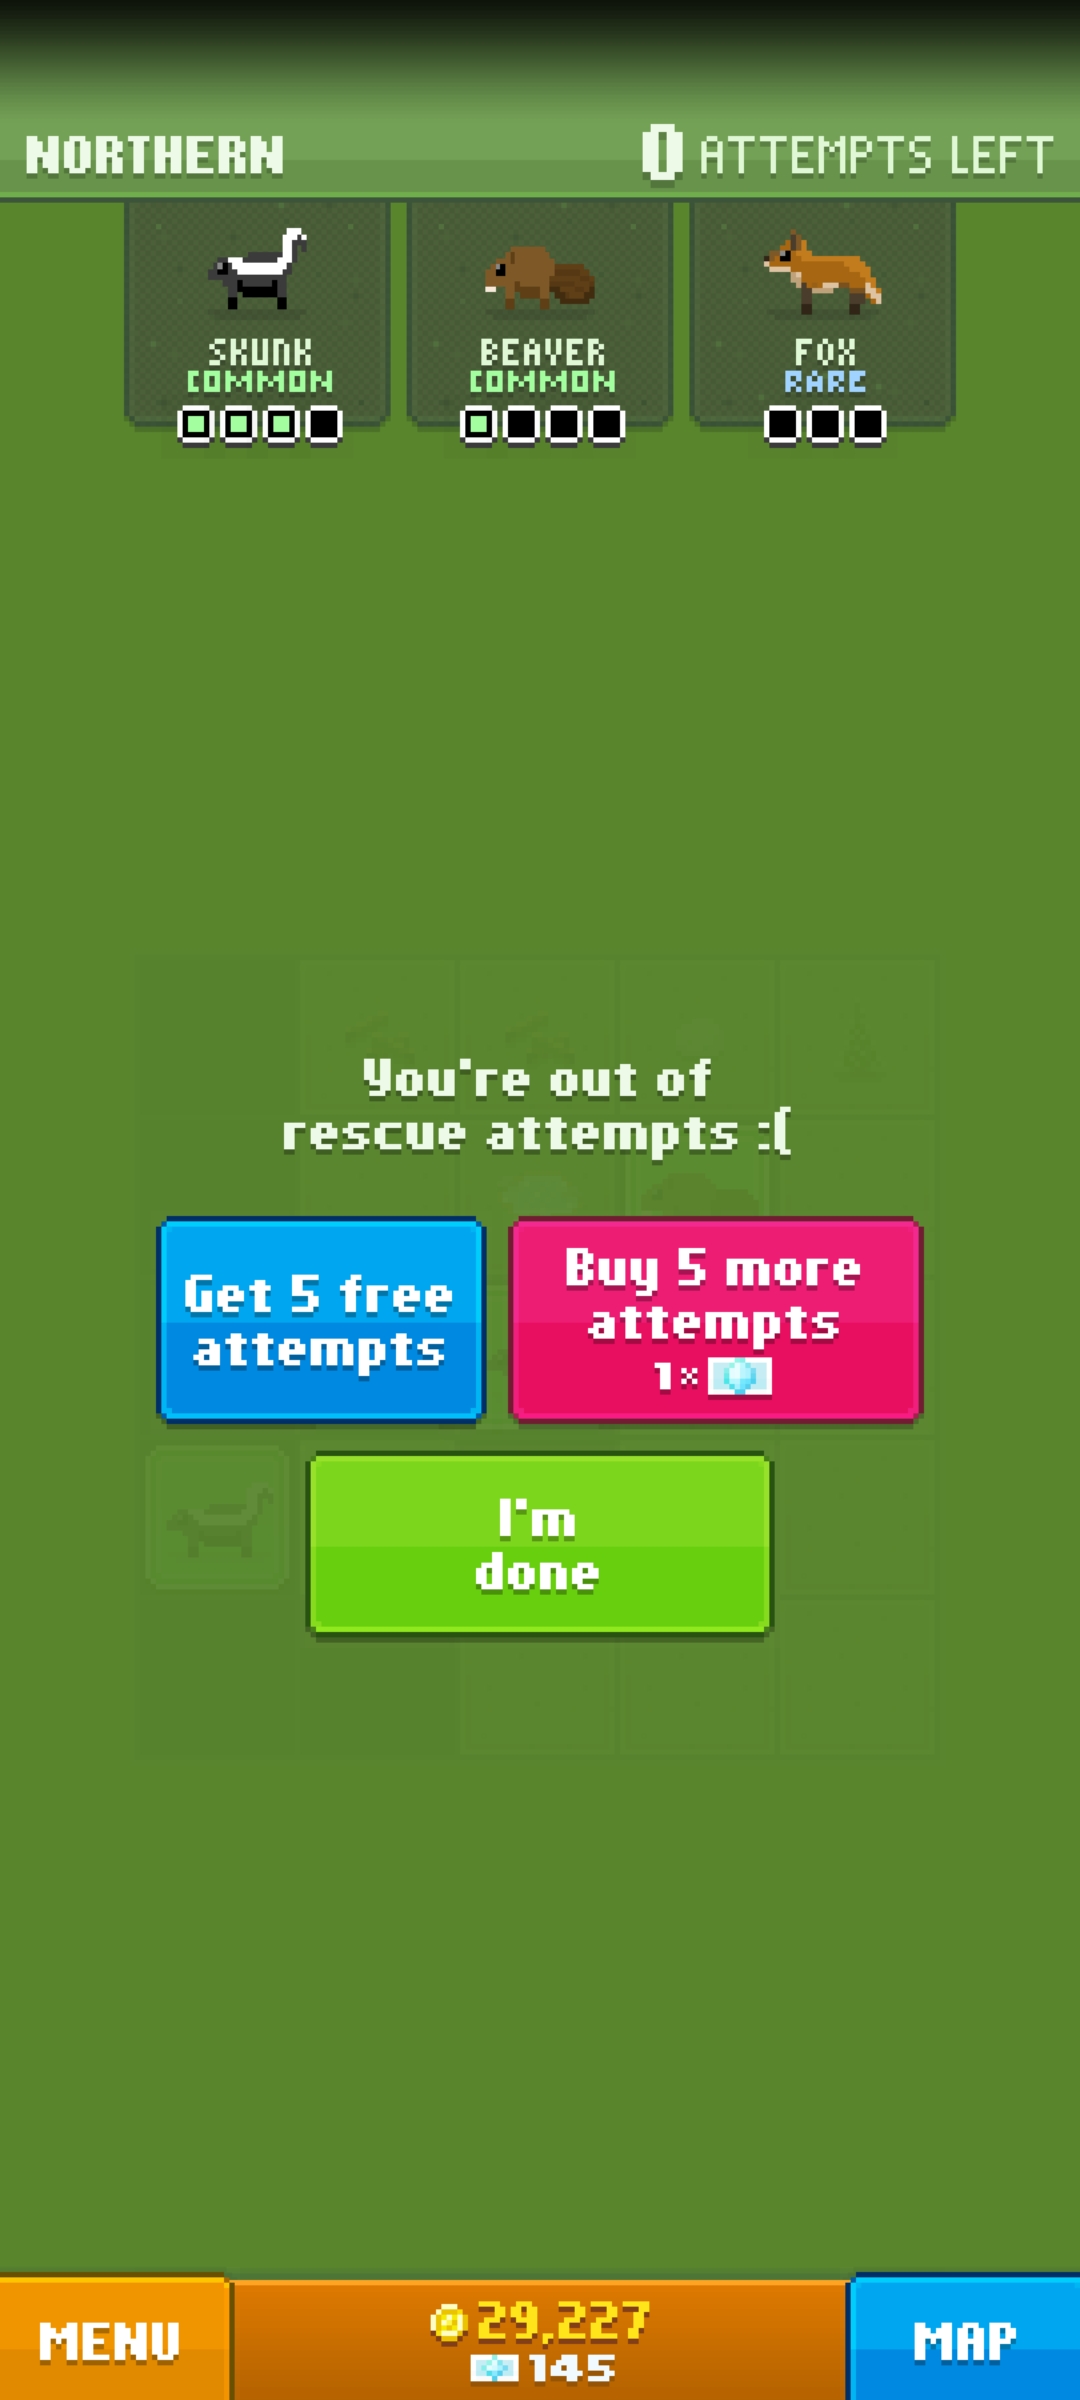 NORTHERN
0 ATTEMPTS LEFT
SKUNK
COMMON
BEAVER
COMMON
FOX
RARE
You're out of
rescue attempts :(
Get 5 free
attempts
Buy 5 more
attempts
1×
I'm
done
MENU
29,227
145
MAP